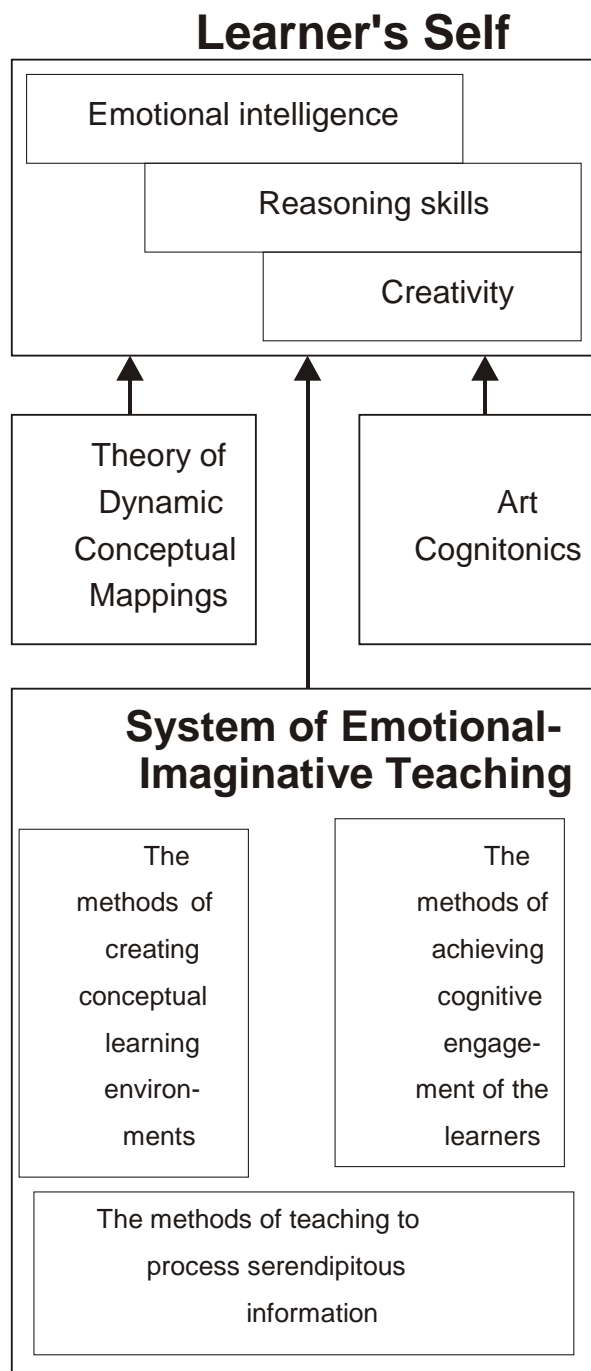 Learner's Self
Emotional intelligence
Reasoning skills
Creativity
Theory of
Dynamic
Conceptual
Mappings
Art
Cognitonics
System of Emotional-
Imaginative Teaching
The
methods of
creating
conceptual
learning
environ-
ments
The
methods of
achieving
cognitive
engage-
ment of the
learners
The methods of teaching to
process serendipitous
information